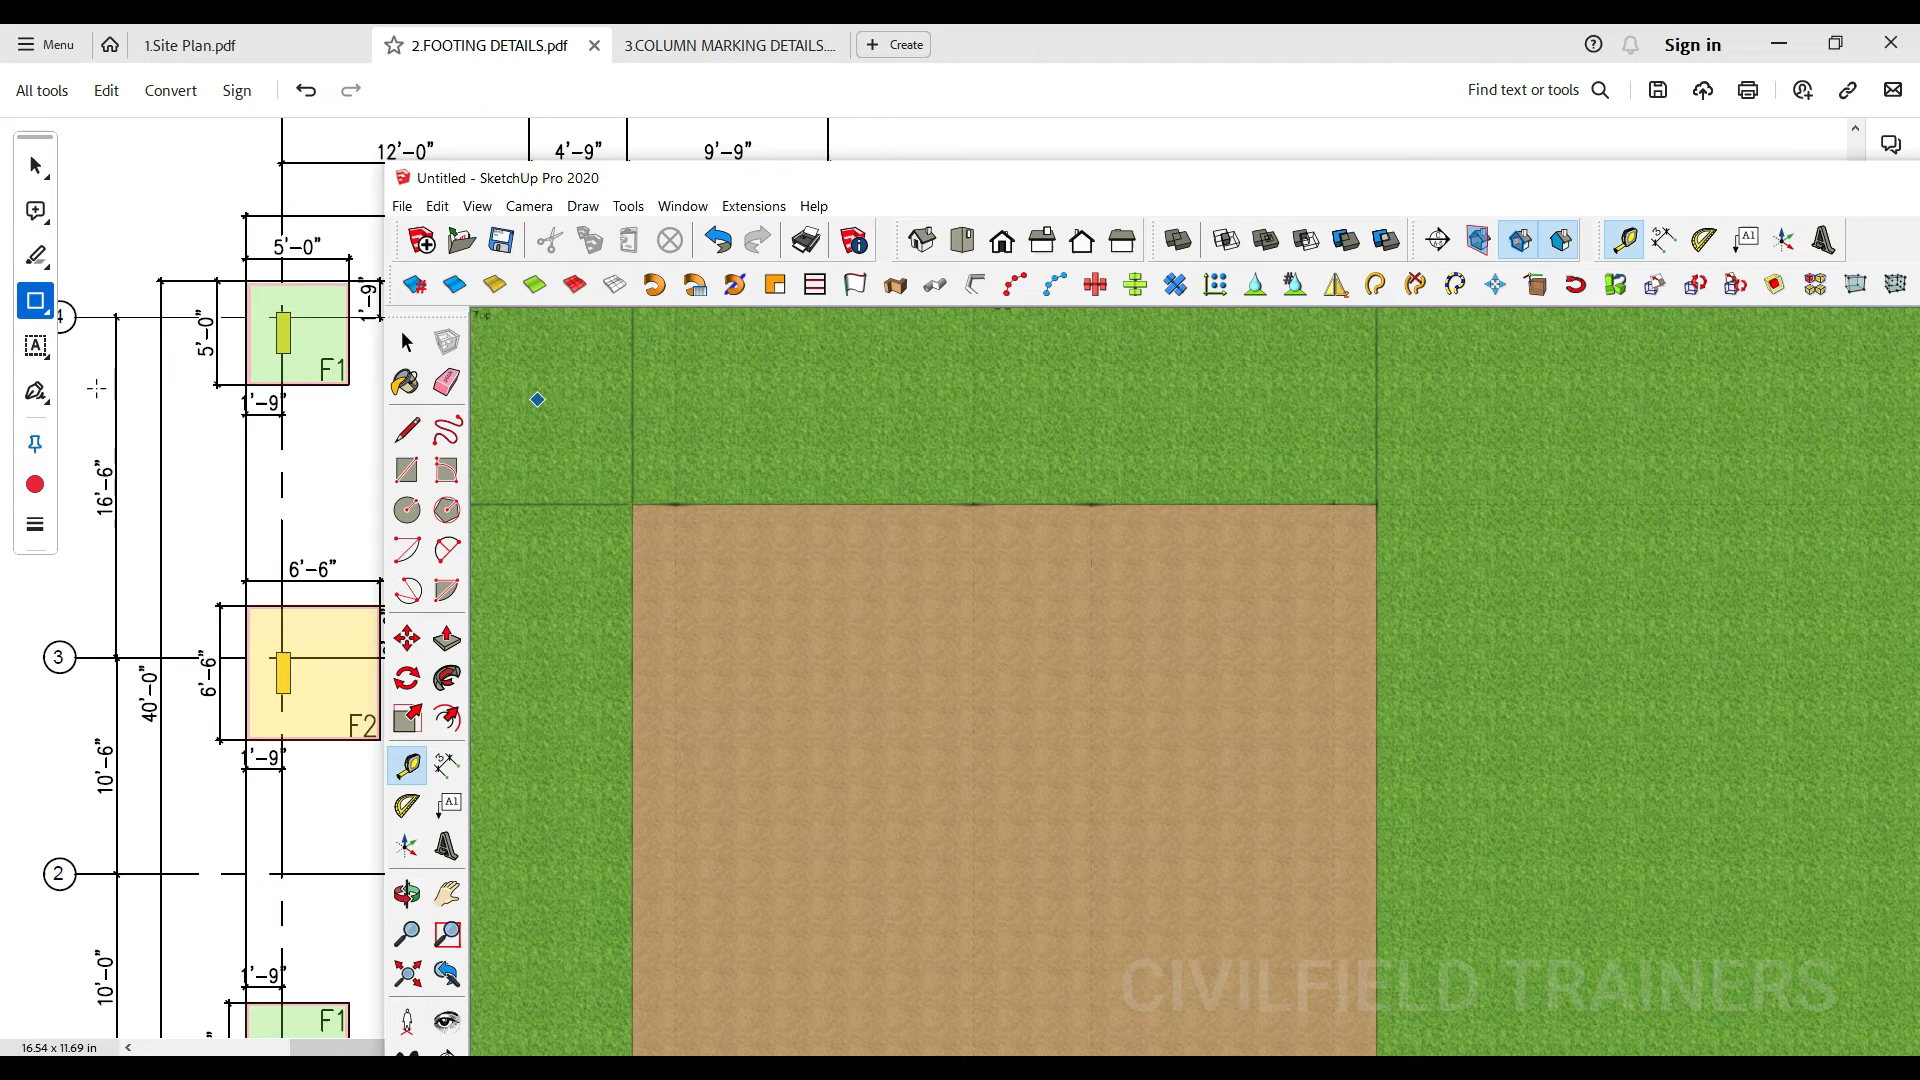 Menu
1.Site Plan.pdf
2.FOOTING DETAILS.pdf
3.COLUMN MARKING DETAILS....
Create
Sign in
All tools
Edit
Convert
Sign
Find text or tools
12'-0"
4'-9"
9'-9"
Untitled - SketchUp Pro 2020
File Edit View Camera Draw Tools Window Extensions Help
5'-0"
1'-9"
4
5'-0"
F1
1'-9"
Top
16'-6"
6'-6"
3
6'-6"
40'-0"
F2
1'-9"
10'-6"
2
1'-9"
10'-0"
F1
CIVILFIELD TRAINERS
16.54 x 11.69 in